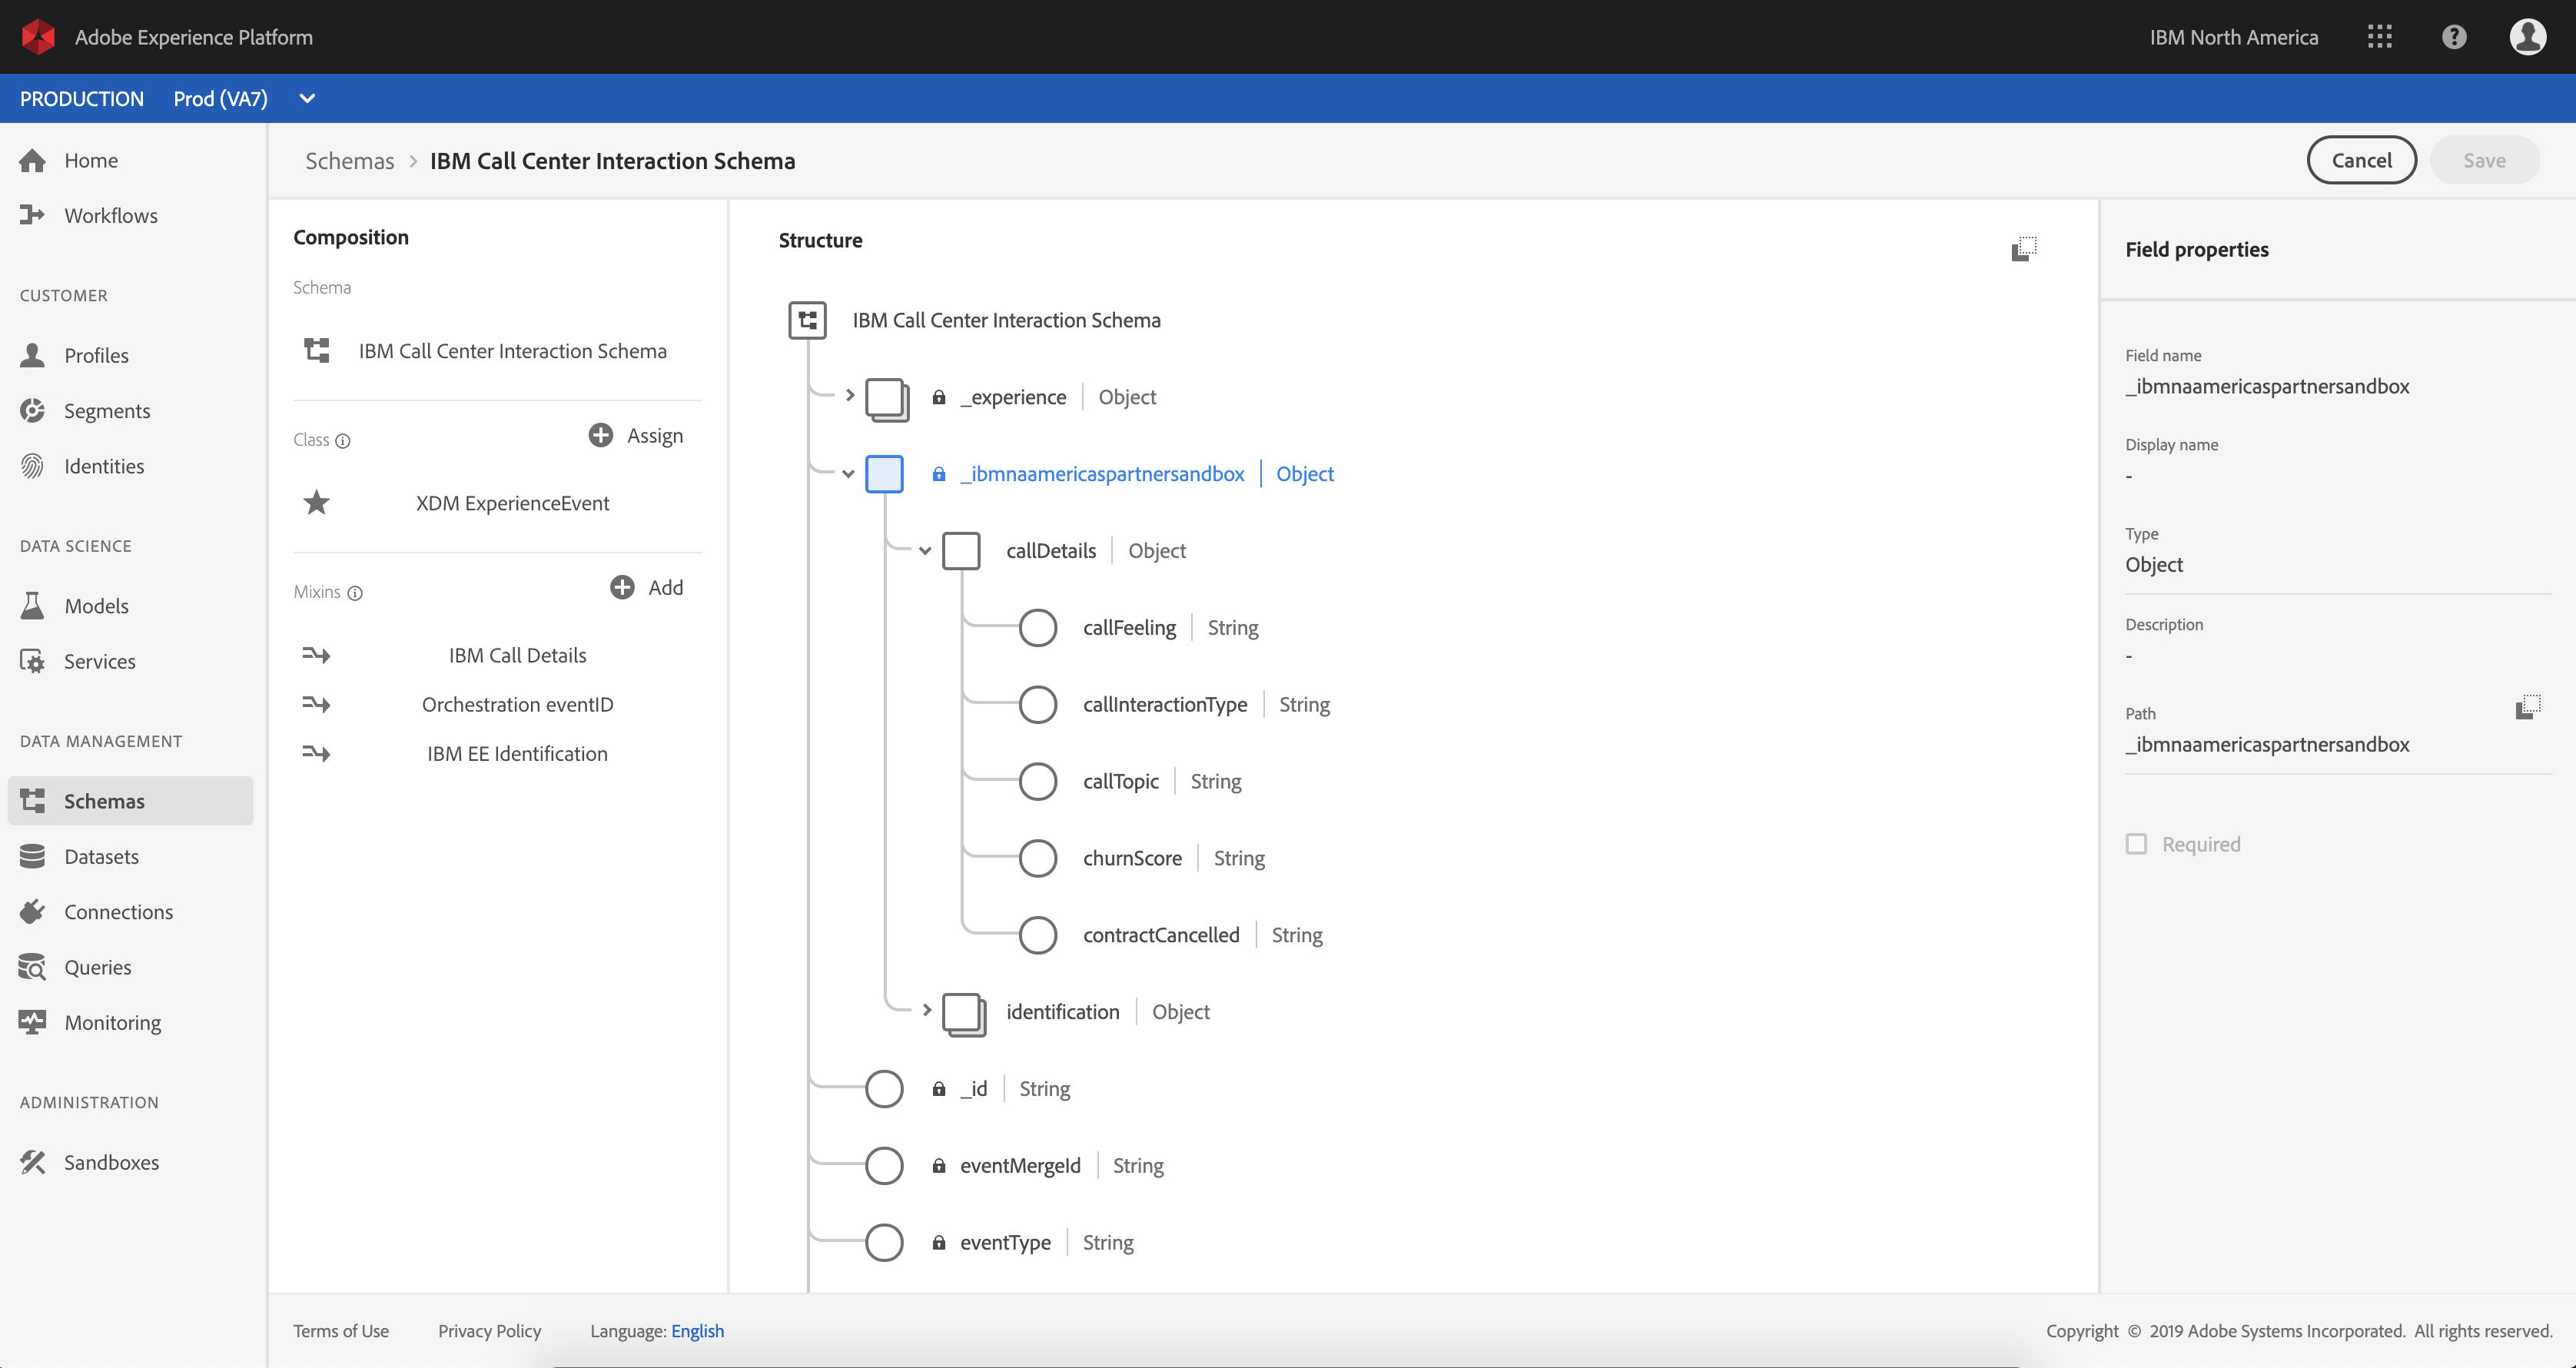 Adobe Experience Platform
IBM North America
PRODUCTION Prod (VA7)
Home
Workflows
CUSTOMER
Profiles
Segments
Identities
DATA SCIENCE
Models
Services
DATA MANAGEMENT
Schemas
Datasets
Connections
Queries
Monitoring
ADMINISTRATION
Sandboxes
Schemas > IBM Call Center Interaction Schema
Cancel
Save
Composition
Schema
IBM Call Center Interaction Schema
Class
Assign
XDM ExperienceEvent
Mixins
Add
IBM Call Details
Orchestration eventID
IBM EE Identification
Structure
IBM Call Center Interaction Schema
_experience | Object
_ibmnaamericaspartnersandbox | Object
callDetails | Object
callFeeling | String
callInteractionType | String
callTopic | String
churnScore | String
contractCancelled | String
identification | Object
_id | String
eventMergeId | String
eventType | String
Field properties
Field name
_ibmnaamericaspartnersandbox
Display name
-
Type
Object
Description
-
Path
_ibmnaamericaspartnersandbox
Required
Terms of Use Privacy Policy Language: English
Copyright © 2019 Adobe Systems Incorporated. All rights reserved.